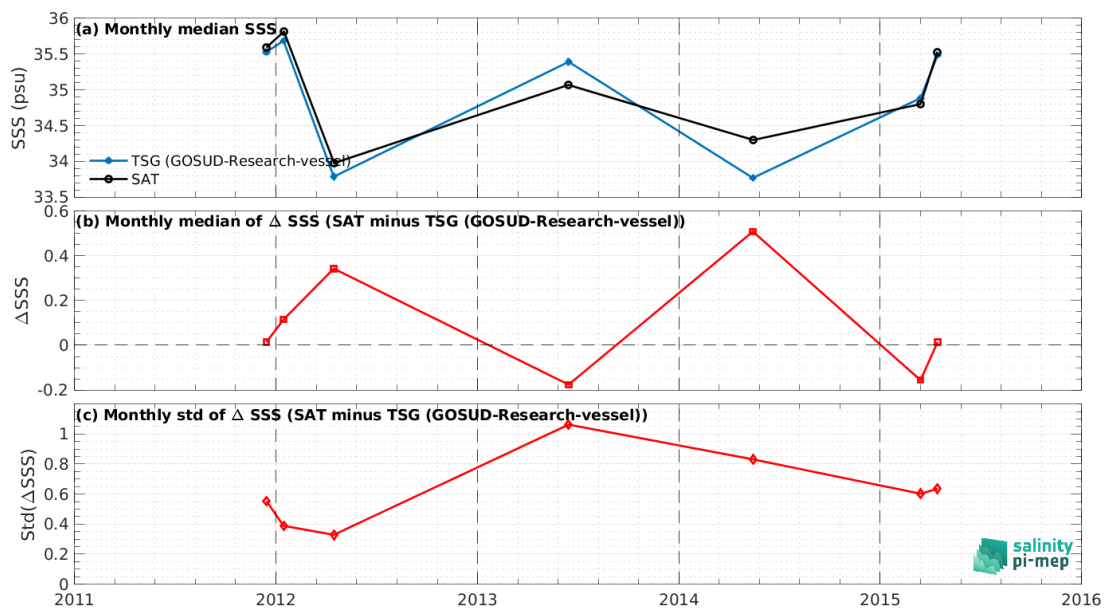 36
35.5
35
34.5
34
33.5
SSS (psu)
(a) Monthly median SSS
TSG (GOSUD-Research-vessel)
SAT
0.6
0.4
0.2
0
-0.2
△SSS
(b) Monthly median of △ SSS (SAT minus TSG (GOSUD-Research-vessel))
1
0.8
0.6
0.4
0.2
0
Std(△SSS)
(c) Monthly std of △ SSS (SAT minus TSG (GOSUD-Research-vessel))
salinity
pi-mep
2011 2012 2013 2014 2015 2016